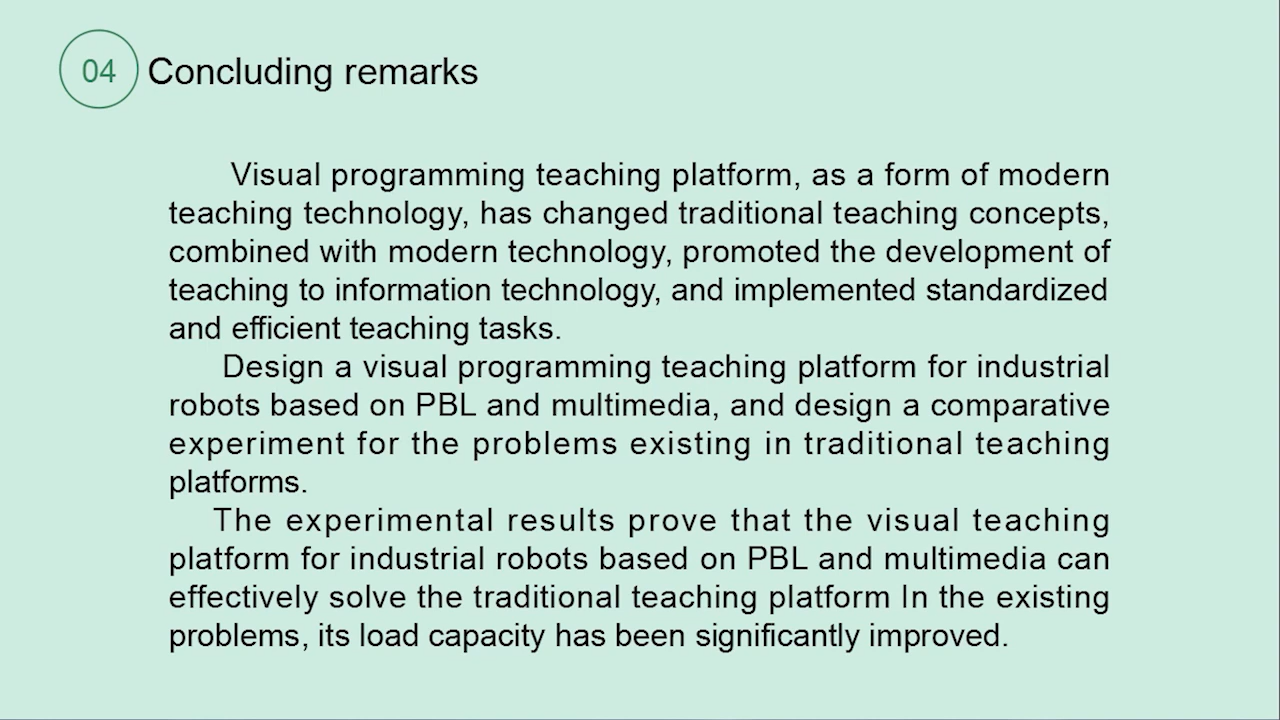 04 Concluding remarks
Visual programming teaching platform, as a form of modern
teaching technology, has changed traditional teaching concepts,
combined with modern technology, promoted the development of
teaching to information technology, and implemented standardized
and efficient teaching tasks.
Design a visual programming teaching platform for industrial
robots based on PBL and multimedia, and design a comparative
experiment for the problems existing in traditional teaching
platforms.
The experimental results prove that the visual teaching
platform for industrial robots based on PBL and multimedia can
effectively solve the traditional teaching platform In the existing
problems, its load capacity has been significantly improved.